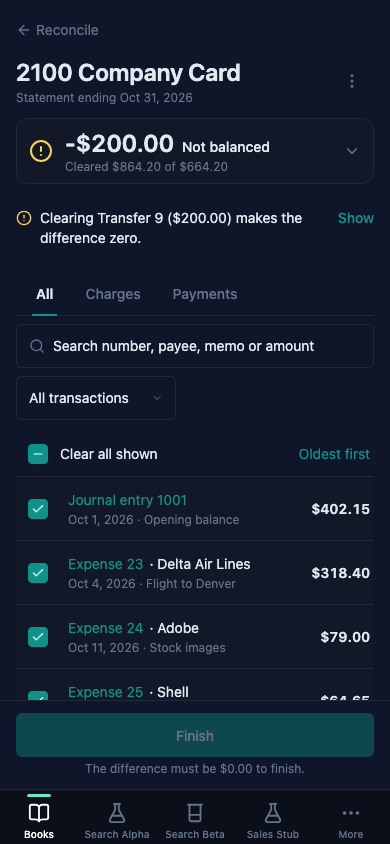 Reconcile
2100 Company Card
Statement ending Oct 31, 2026
-$200.00 Not balanced
Cleared $864.20 of $664.20
Clearing Transfer 9 ($200.00) makes the
difference zero.
Show
All Charges Payments
Search number, payee, memo or amount
All transactions
Clear all shown Oldest first
Journal entry 1001
Oct 1, 2026 · Opening balance
$402.15
Expense 23 · Delta Air Lines
Oct 4, 2026 · Flight to Denver
$318.40
Expense 24 · Adobe
Oct 11, 2026 · Stock images
$79.00
Expense 25 · Shell
$64.65
Finish
The difference must be $0.00 to finish.
Books Search Alpha Search Beta Sales Stub More